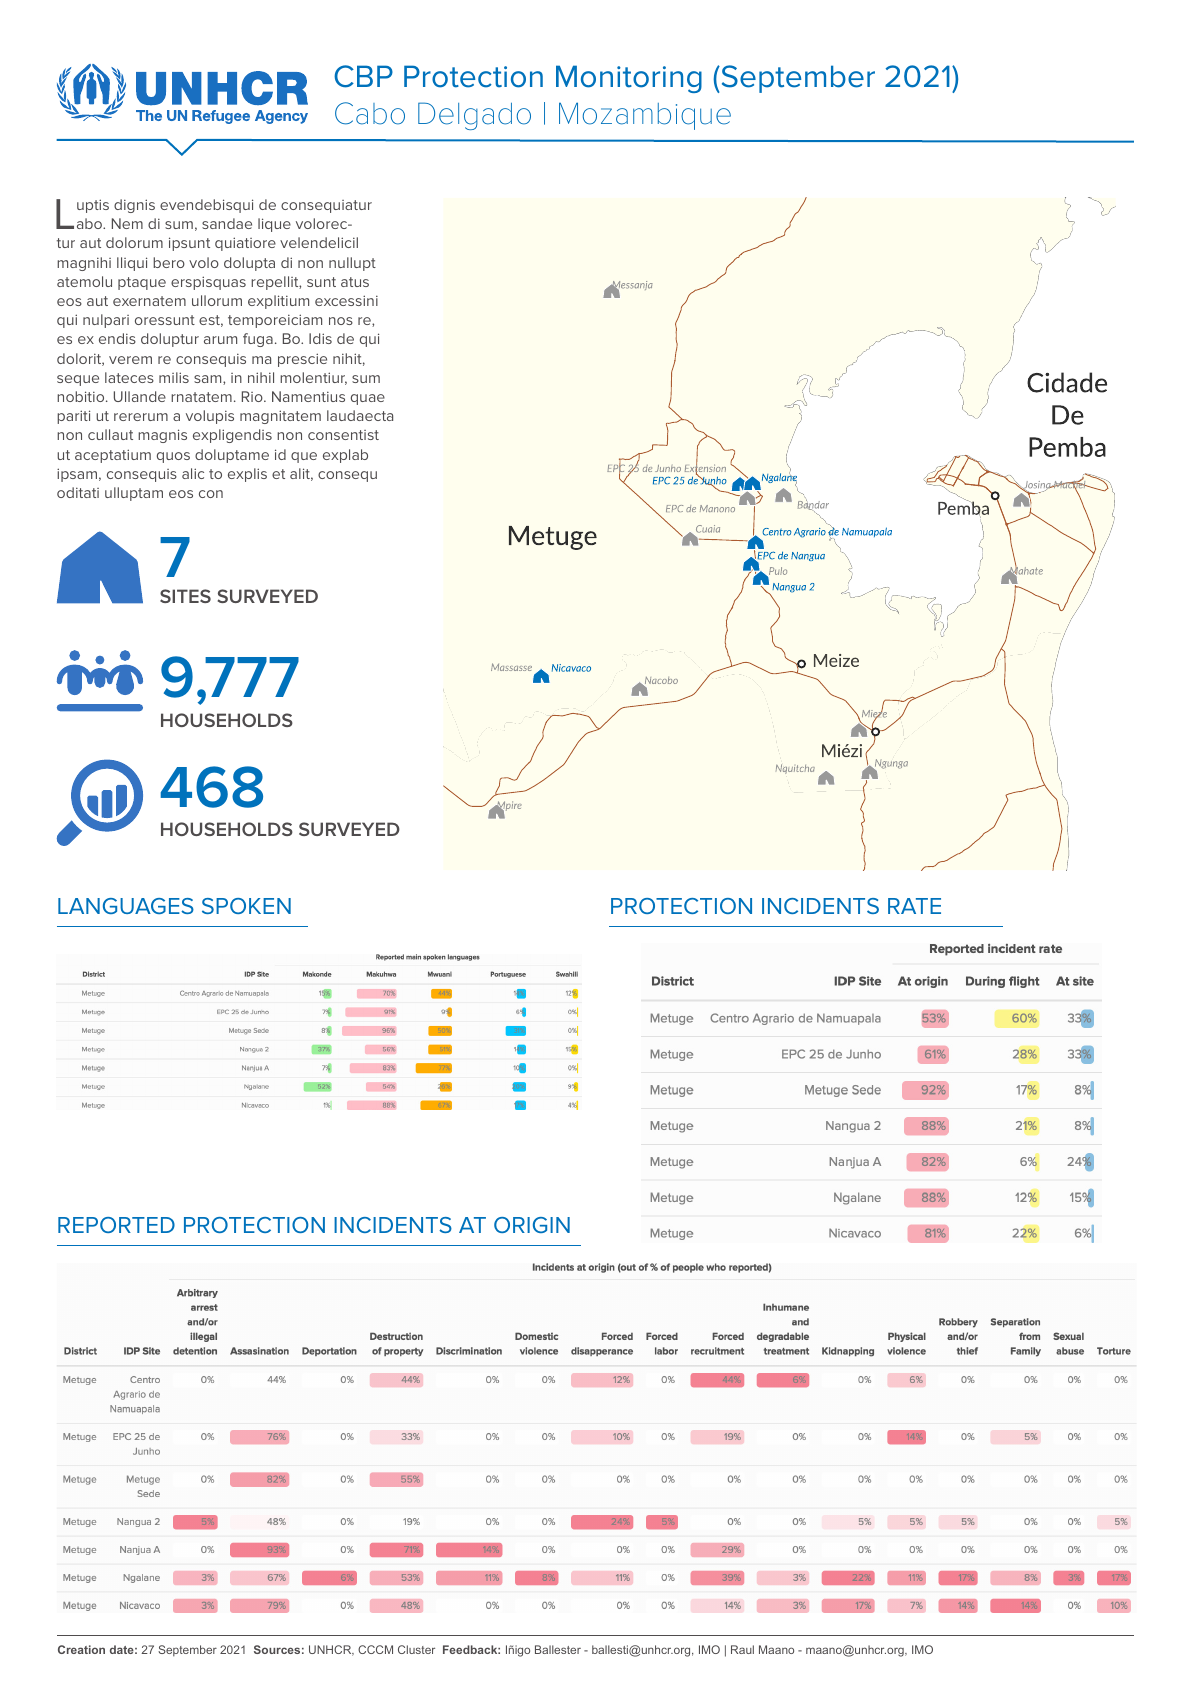 UNHCR
The UN Refugee Agency
CBP Protection Monitoring (September 2021)
Cabo Delgado | Mozambique
Luptis dignis evendebisqui de consequiatur
abo. Nem di sum, sandae lique volorec-
tur aut dolorum ipsunt quiatiore velendelicil
magnihi lliqui bero volo dolupta di non nullupt
atemolu ptaque erspisquas repellit, sunt atus
eos aut exernatem ullorum explitium excessini
qui nulpari oressunt est, temporeiciam nos re,
es ex endis doluptur arum fuga. Bo. Idis de qui
dolorit, verem re consequis ma prescie nihit,
seque lateces milis sam, in nihil molentiur, sum
nobitio. Ullande rnatatem. Rio. Namentius quae
pariti ut rererum a volupis magnitatem laudaecta
non cullaut magnis expligendis non consentist
ut aceptatium quos doluptame id que explab
ipsam, consequis alic to explis et alit, consequ
oditati ulluptam eos con
7
SITES SURVEYED
9,777
HOUSEHOLDS
468
HOUSEHOLDS SURVEYED
Messanja
Cidade
De
Pemba
EPC 25 de Junho Extension
EPC 25 de Junho
Ngalane
EPC de Manono
Bandar
Josina Machel
Pemba
Metuge
Cuaia
Centro Agrario de Namuapala
EPC de Nangua
Pulo
Nangua 2
Mahate
Massasse
Nicavaco
Nacobo
Meize
Mieze
Miézi
Nquitcha
Ngunga
Mpire
LANGUAGES SPOKEN
Reported main spoken languages
District IDP Site Makonde Makuhwa Mwuani Portuguese Swahili
Metuge Centro Agrario de Namuapala 15% 70% 44% 12%
Metuge EPC 25 de Junho 7% 91% 9% 6% 0%
Metuge Metuge Sede 8% 96% 50% 0%
Metuge Nangua 2 37% 56% 51% 15%
Metuge Nanjua A 7% 83% 77% 10% 0%
Metuge Ngalane 52% 54% 26% 9%
Metuge Nicavaco 1% 88% 67% 4%
PROTECTION INCIDENTS RATE
Reported incident rate
District IDP Site At origin During flight At site
Metuge Centro Agrario de Namuapala 53% 60% 33%
Metuge EPC 25 de Junho 61% 28% 33%
Metuge Metuge Sede 92% 17% 8%
Metuge Nangua 2 88% 21% 8%
Metuge Nanjua A 82% 6% 24%
Metuge Ngalane 88% 12% 15%
Metuge Nicavaco 81% 22% 6%
REPORTED PROTECTION INCIDENTS AT ORIGIN
Incidents at origin (out of % of people who reported)
Arbitrary
arrest Inhumane
and/or and Robbery Separation
illegal Destruction Domestic Forced Forced Forced degradable Physical and/or from Sexual
District IDP Site detention Assasination Deportation of property Discrimination violence disapperance labor recruitment treatment Kidnapping violence thief Family abuse Torture
Metuge Centro 0% 44% 0% 44% 0% 0% 12% 0% 44% 6% 0% 6% 0% 0% 0% 0%
Agrario de
Namuapala
Metuge EPC 25 de 0% 76% 0% 33% 0% 0% 10% 0% 19% 0% 0% 14% 0% 5% 0% 0%
Junho
Metuge Metuge 0% 82% 0% 55% 0% 0% 0% 0% 0% 0% 0% 0% 0% 0% 0% 0%
Sede
Metuge Nangua 2 5% 48% 0% 19% 0% 0% 24% 5% 0% 0% 5% 5% 5% 0% 0% 5%
Metuge Nanjua A 0% 93% 0% 71% 14% 0% 0% 0% 29% 0% 0% 0% 0% 0% 0% 0%
Metuge Ngalane 3% 67% 6% 53% 11% 8% 11% 0% 39% 3% 22% 11% 17% 8% 3% 17%
Metuge Nicavaco 3% 79% 0% 48% 0% 0% 0% 0% 14% 3% 17% 7% 14% 14% 0% 10%
Creation date: 27 September 2021 Sources: UNHCR, CCCM Cluster Feedback: Iñigo Ballester - ballesti@unhcr.org, IMO | Raul Maano - maano@unhcr.org, IMO